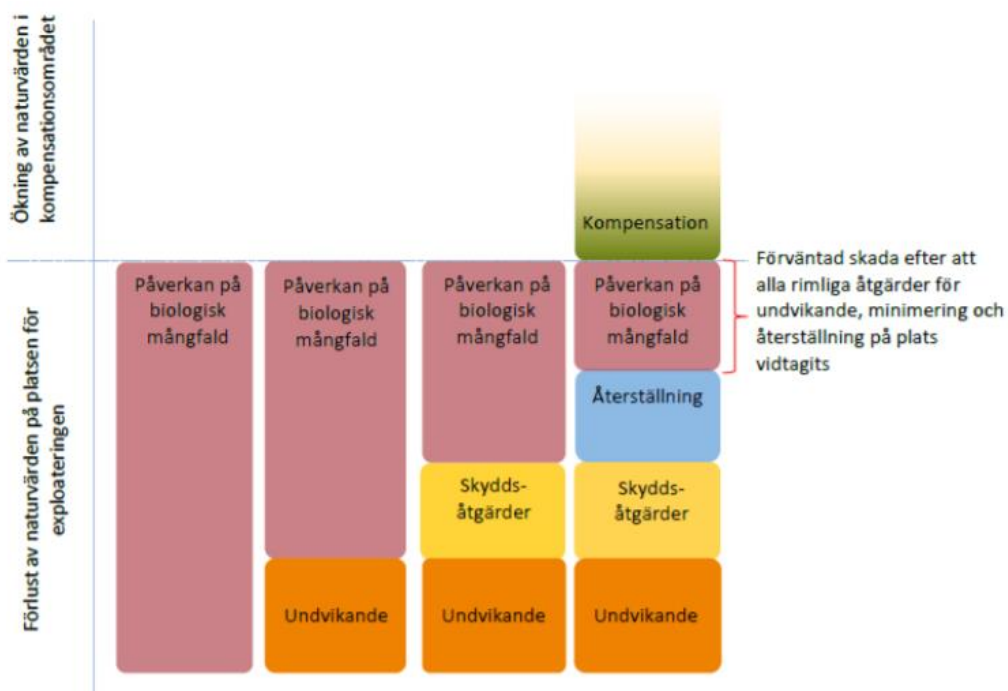 Ökning av naturvärden i
kompensationsområdet
Kompensation
Förlust av naturvärden på platsen för
exploateringen
Påverkan på
biologisk
mångfald
Påverkan på
biologisk
mångfald
Undvikande
Påverkan på
biologisk
mångfald
Skydds-
åtgärder
Undvikande
Påverkan på
biologisk
mångfald
Återställning
Skydds-
åtgärder
Undvikande
Förväntad skada efter att
alla rimliga åtgärder för
undvikande, minimering och
återställning på plats
vidtagits